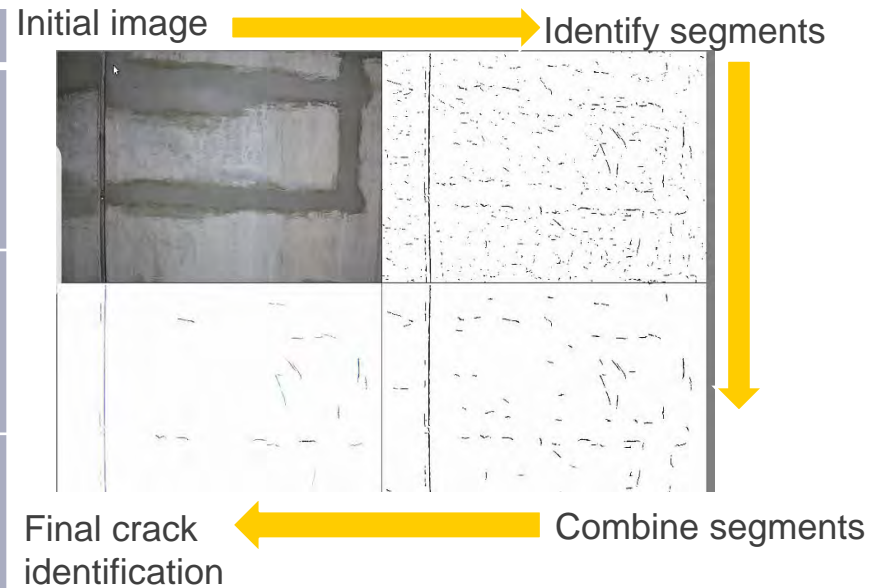 Initial image
Identify segments
Final crack
identification
Combine segments